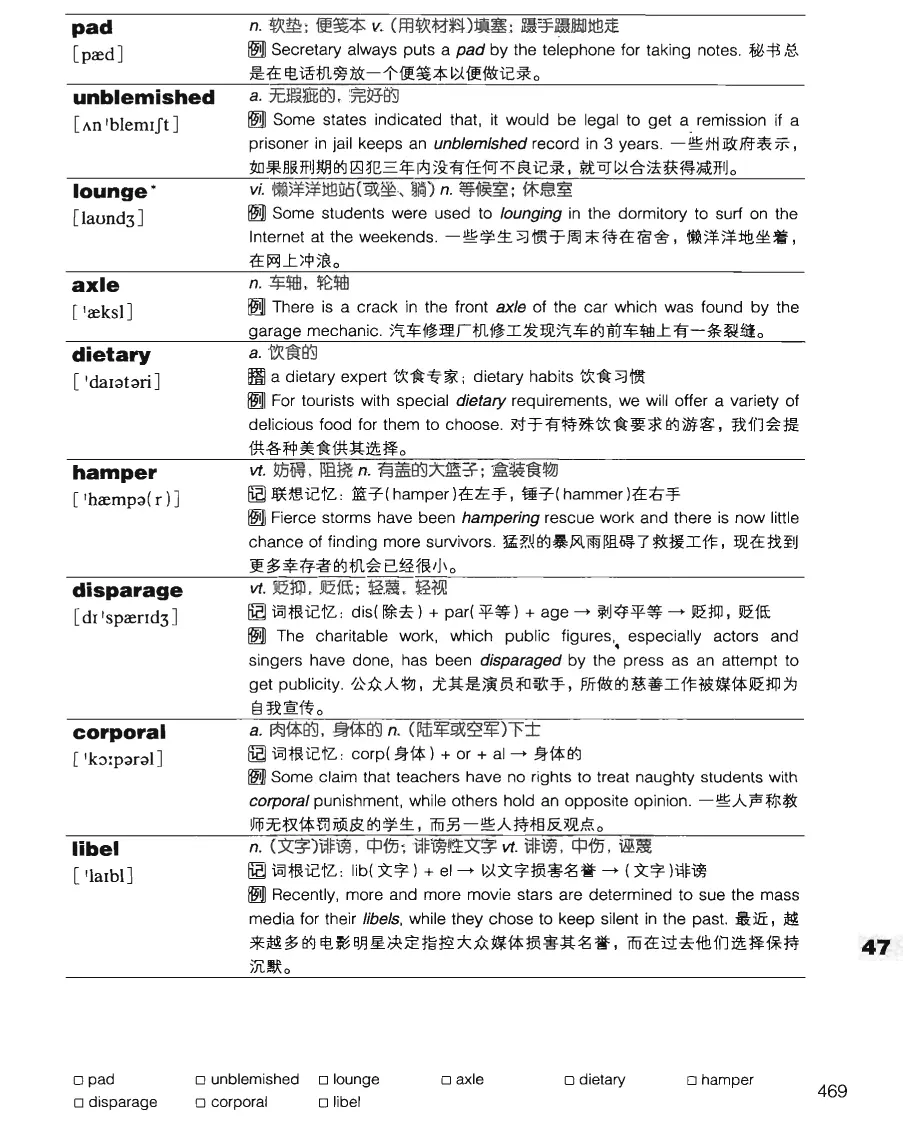 pad n. 软垫；便笺本 v. (用软材料)填塞；蹑手蹑脚地走
[pæd] [例] Secretary always puts a pad by the telephone for taking notes. 秘书总
是在电话机旁放一个便笺本以便做记录。
unblemished a. 无瑕疵的，完好的
[ʌnˈblemɪʃt] [例] Some states indicated that, it would be legal to get a remission if a
prisoner in jail keeps an unblemished record in 3 years. 一些州政府表示，
如果服刑期的囚犯三年内没有任何不良记录，就可以合法获得减刑。
lounge* vi. 懒洋洋地站(或坐、躺) n. 等候室；休息室
[laʊndʒ] [例] Some students were used to lounging in the dormitory to surf on the
Internet at the weekends. 一些学生习惯于周末待在宿舍，懒洋洋地坐着，
在网上冲浪。
axle n. 车轴，轮轴
[ˈæksl] [例] There is a crack in the front axle of the car which was found by the
garage mechanic. 汽车修理厂机修工发现汽车的前车轴上有一条裂缝。
dietary a. 饮食的
[ˈdaɪətəri] [搭] a dietary expert 饮食专家；dietary habits 饮食习惯
[例] For tourists with special dietary requirements, we will offer a variety of
delicious food for them to choose. 对于有特殊饮食要求的游客，我们会提
供各种美食供其选择。
hamper vt. 妨碍，阻挠 n. 有盖的大篮子；盒装食物
[ˈhæmpə(r)] [记] 联想记忆：篮子(hamper)在左手，锤子(hammer)在右手
[例] Fierce storms have been hampering rescue work and there is now little
chance of finding more survivors. 猛烈的暴风雨阻碍了救援工作，现在找到
更多幸存者的机会已经很小。
disparage vt. 贬抑，贬低；轻蔑，轻视
[dɪˈspærɪdʒ] [记] 词根记忆：dis(除去) + par(平等) + age → 剥夺平等 → 贬抑，贬低
[例] The charitable work, which public figures, especially actors and
singers have done, has been disparaged by the press as an attempt to
get publicity. 公众人物，尤其是演员和歌手，所做的慈善工作被媒体贬抑为
自我宣传。
corporal a. 肉体的，身体的 n. (陆军或空军)下士
[ˈkɔːpərəl] [记] 词根记忆：corp(身体) + or + al → 身体的
[例] Some claim that teachers have no rights to treat naughty students with
corporal punishment, while others hold an opposite opinion. 一些人声称教
师无权体罚顽皮的学生，而另一些人持相反观点。
libel n. (文字)诽谤，中伤；诽谤性文字 vt. 诽谤，中伤，诬蔑
[ˈlaɪbl] [记] 词根记忆：lib(文字) + el → 以文字损害名誉 → (文字)诽谤
[例] Recently, more and more movie stars are determined to sue the mass
media for their libels, while they chose to keep silent in the past. 最近，越
来越多的电影明星决定指控大众媒体损害其名誉，而在过去他们选择保持
沉默。
47
□ pad □ unblemished □ lounge □ axle □ dietary □ hamper
□ disparage □ corporal □ libel
469